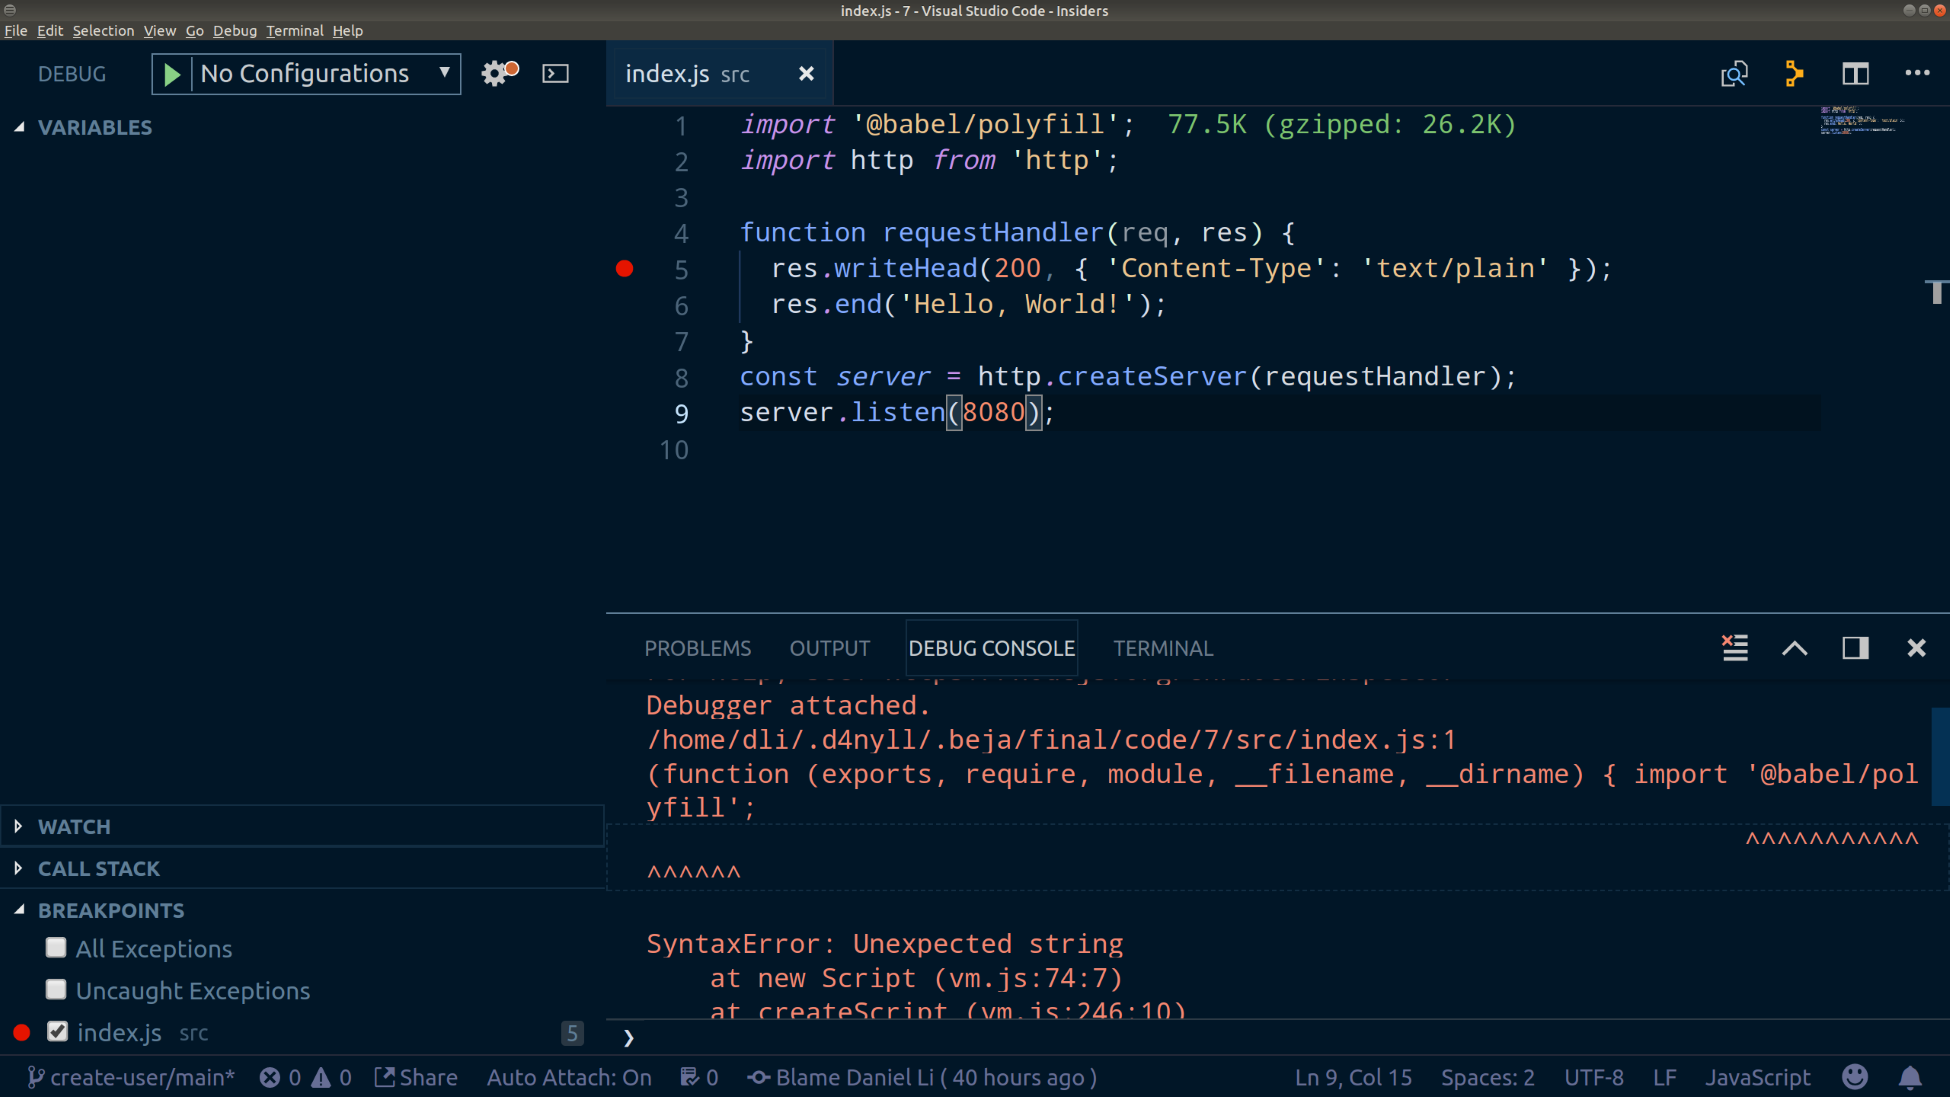 index.js - 7 - Visual Studio Code - Insiders
File Edit Selection View Go Debug Terminal Help
DEBUG No Configurations
index.js src
VARIABLES
1 import '@babel/polyfill'; 77.5K (gzipped: 26.2K)
2 import http from 'http';
3
4 function requestHandler(req, res) {
5 res.writeHead(200, { 'Content-Type': 'text/plain' });
6 res.end('Hello, World!');
7 }
8 const server = http.createServer(requestHandler);
9 server.listen(8080);
10
PROBLEMS OUTPUT DEBUG CONSOLE TERMINAL
Debugger attached.
/home/dli/.d4nyll/.beja/final/code/7/src/index.js:1
(function (exports, require, module, __filename, __dirname) { import '@babel/pol
yfill';
^^^^^^^^^^^
^^^^^^
SyntaxError: Unexpected string
at new Script (vm.js:74:7)
at createScript (vm.js:246:10)
❯
WATCH
CALL STACK
BREAKPOINTS
All Exceptions
Uncaught Exceptions
index.js src 5
create-user/main* 0 0 Share Auto Attach: On 0 Blame Daniel Li ( 40 hours ago ) Ln 9, Col 15 Spaces: 2 UTF-8 LF JavaScript